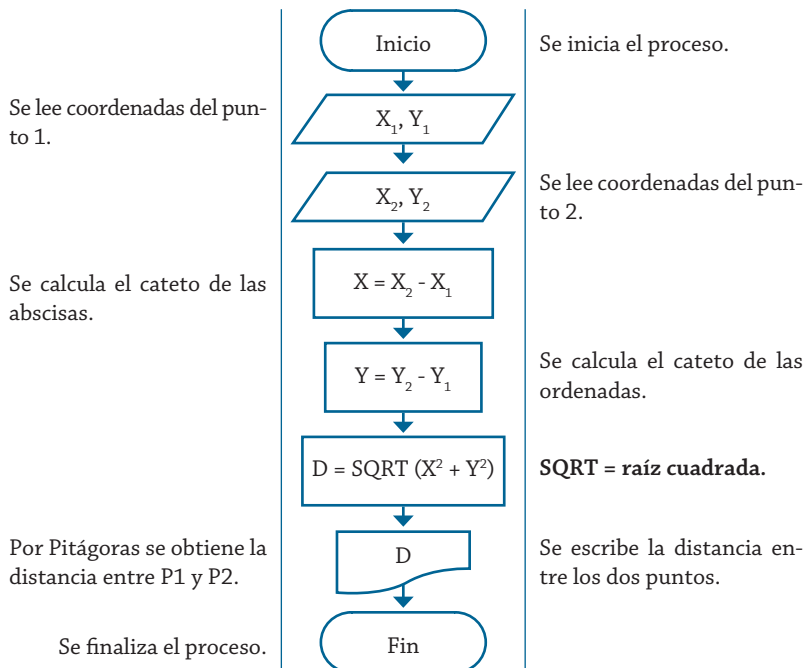 Inicio
Se inicia el proceso.
Se lee coordenadas del pun-
to 1.
X₁, Y₁
X₂, Y₂
Se lee coordenadas del pun-
to 2.
Se calcula el cateto de las
abscisas.
X = X₂ - X₁
Y = Y₂ - Y₁
Se calcula el cateto de las
ordenadas.
D = SQRT (X² + Y²)
SQRT = raíz cuadrada.
Por Pitágoras se obtiene la
distancia entre P1 y P2.
D
Se escribe la distancia en-
tre los dos puntos.
Se finaliza el proceso.
Fin